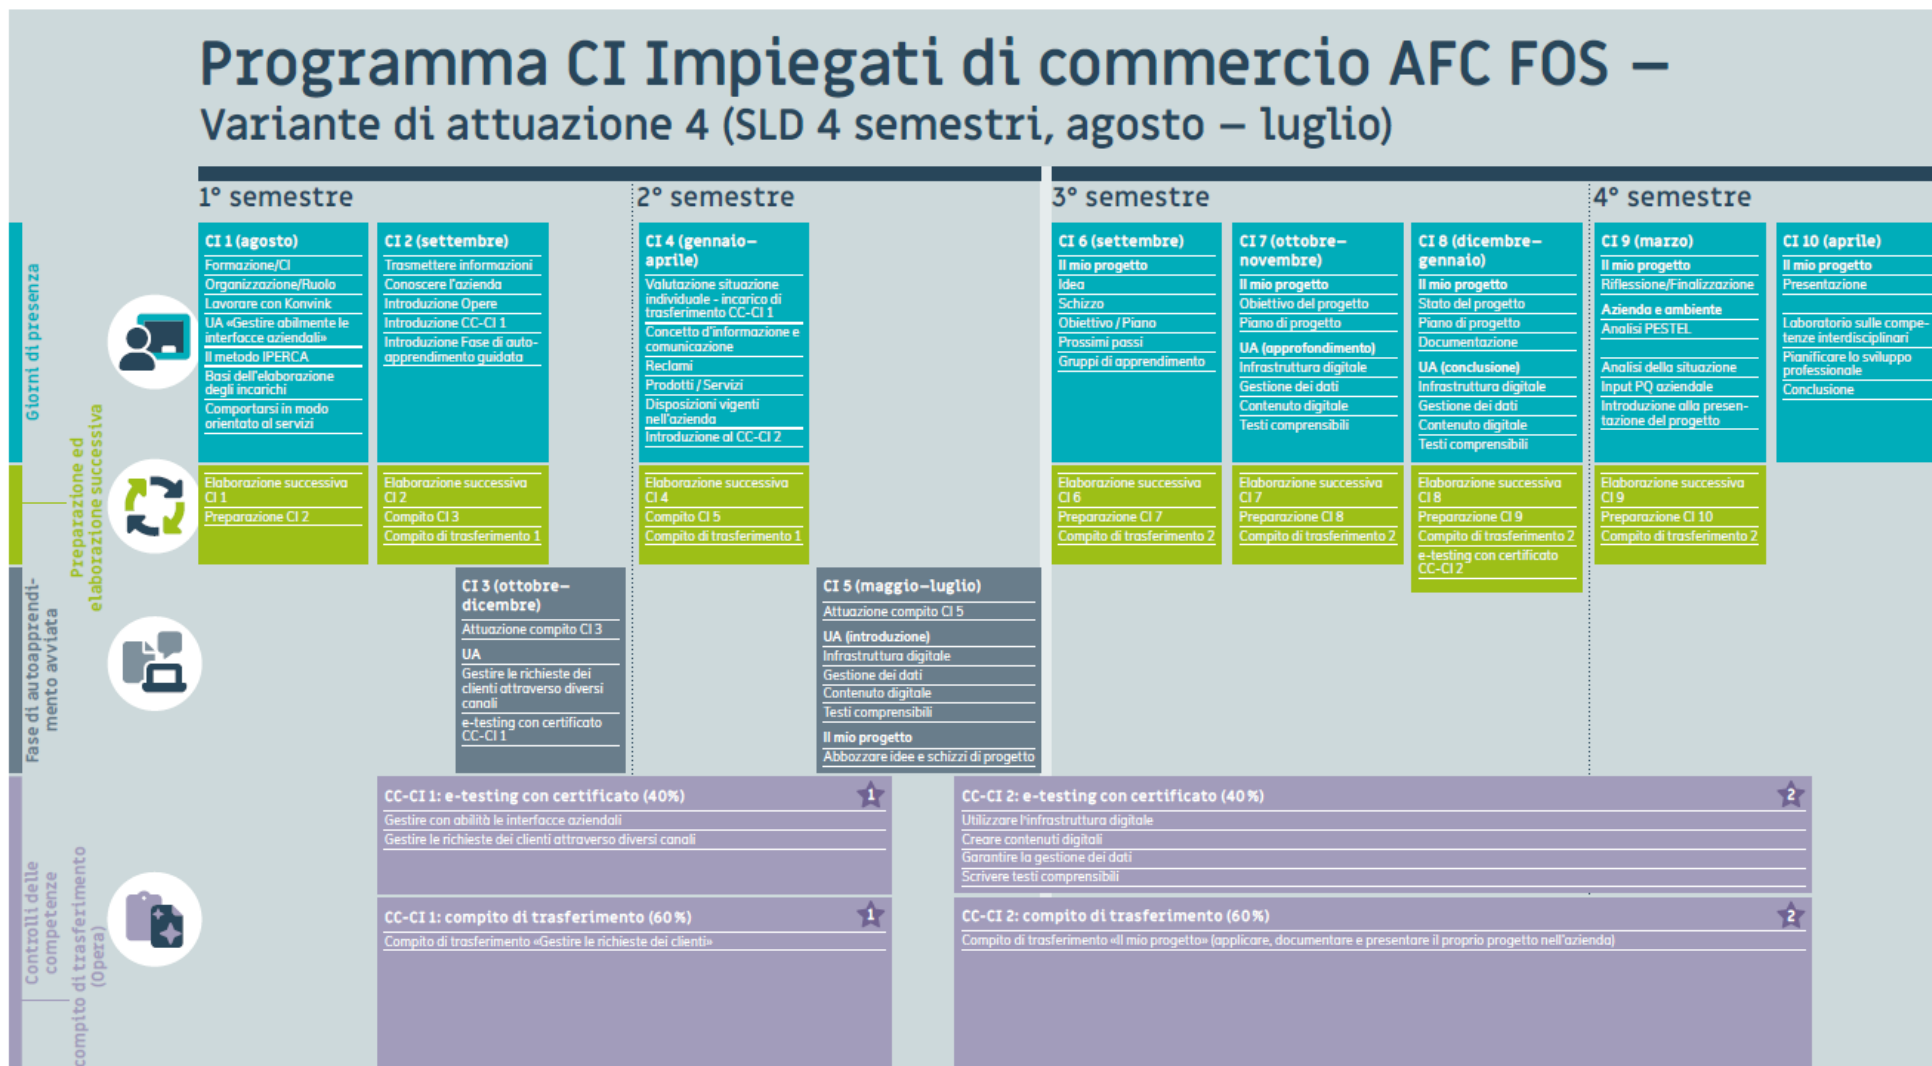 Programma CI Impiegati di commercio AFC FOS –
Variante di attuazione 4 (SLD 4 semestri, agosto – luglio)
1° semestre
2° semestre
3° semestre
4° semestre
Giorni di presenza
CI 1 (agosto)
Formazione/CI
Organizzazione/Ruolo
Lavorare con Konvink
UA «Gestire abilmente le
interfacce aziendali»
Il metodo IPERCA
Basi dell'elaborazione
degli incarichi
Comportarsi in modo
orientato al servizi
CI 2 (settembre)
Trasmettere informazioni
Conoscere l'azienda
Introduzione Opere
Introduzione CC-CI 1
Introduzione Fase di auto-
apprendimento guidata
CI 4 (gennaio–
aprile)
Valutazione situazione
individuale - incarico di
trasferimento CC-CI 1
Concetto d'informazione e
comunicazione
Reclami
Prodotti / Servizi
Disposizioni vigenti
nell'azienda
Introduzione al CC-CI 2
CI 6 (settembre)
Il mio progetto
Idea
Schizzo
Obiettivo / Piano
Prossimi passi
Gruppi di apprendimento
CI 7 (ottobre–
novembre)
Il mio progetto
Obiettivo del progetto
Piano di progetto
UA (approfondimento)
Infrastruttura digitale
Gestione dei dati
Contenuto digitale
Testi comprensibili
CI 8 (dicembre–
gennaio)
Il mio progetto
Stato del progetto
Piano di progetto
Documentazione
UA (conclusione)
Infrastruttura digitale
Gestione dei dati
Contenuto digitale
Testi comprensibili
CI 9 (marzo)
Il mio progetto
Riflessione/Finalizzazione
Azienda e ambiente
Analisi PESTEL
Analisi della situazione
Input PQ aziendale
Introduzione alla presen-
tazione del progetto
CI 10 (aprile)
Il mio progetto
Presentazione
Laboratorio sulle compe-
tenze interdisciplinari
Pianificare lo sviluppo
professionale
Conclusione
Preparazione ed
elaborazione successiva
Elaborazione successiva
CI 1
Preparazione CI 2
Elaborazione successiva
CI 2
Compito CI 3
Compito di trasferimento 1
Elaborazione successiva
CI 4
Compito CI 5
Compito di trasferimento 1
Elaborazione successiva
CI 6
Preparazione CI 7
Compito di trasferimento 2
Elaborazione successiva
CI 7
Preparazione CI 8
Compito di trasferimento 2
Elaborazione successiva
CI 8
Preparazione CI 9
Compito di trasferimento 2
e-testing con certificato
CC-CI 2
Elaborazione successiva
CI 9
Preparazione CI 10
Compito di trasferimento 2
Fase di autoapprendi-
mento avviata
CI 3 (ottobre–
dicembre)
Attuazione compito CI 3
UA
Gestire le richieste dei
clienti attraverso diversi
canali
e-testing con certificato
CC-CI 1
CI 5 (maggio–luglio)
Attuazione compito CI 5
UA (introduzione)
Infrastruttura digitale
Gestione dei dati
Contenuto digitale
Testi comprensibili
Il mio progetto
Abbozzare idee e schizzi di progetto
Controlli delle
competenze
compito di trasferimento
(Opera)
CC-CI 1: e-testing con certificato (40%)
1
Gestire con abilità le interfacce aziendali
Gestire le richieste dei clienti attraverso diversi canali
CC-CI 2: e-testing con certificato (40%)
2
Utilizzare l'infrastruttura digitale
Creare contenuti digitali
Garantire la gestione dei dati
Scrivere testi comprensibili
CC-CI 1: compito di trasferimento (60%)
1
Compito di trasferimento «Gestire le richieste dei clienti»
CC-CI 2: compito di trasferimento (60%)
2
Compito di trasferimento «Il mio progetto» (applicare, documentare e presentare il proprio progetto nell'azienda)